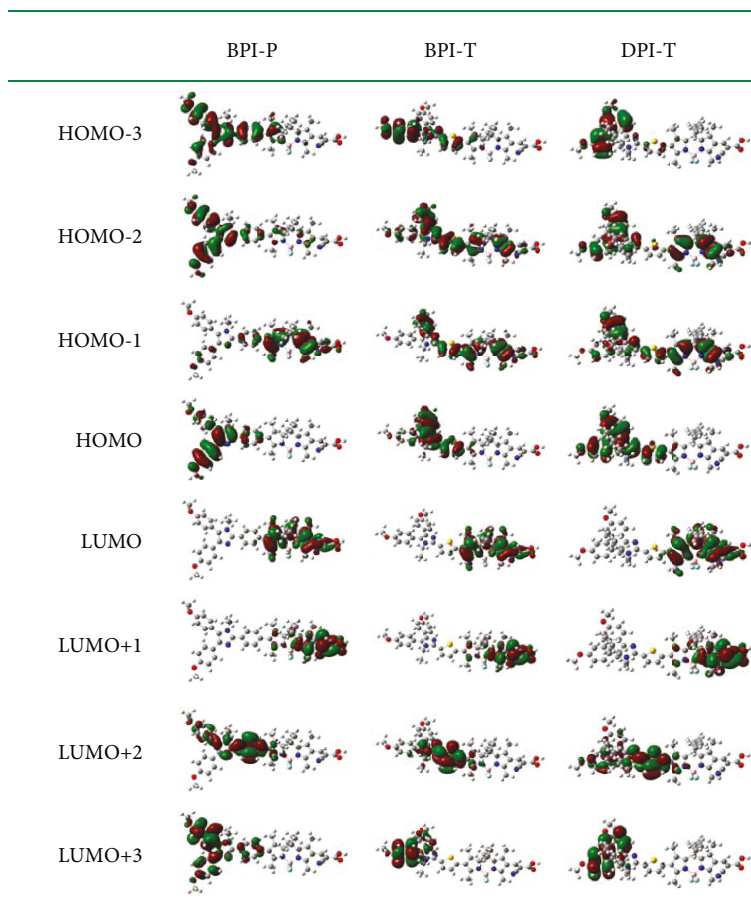 BPI-P BPI-T DPI-T
HOMO-3
HOMO-2
HOMO-1
HOMO
LUMO
LUMO+1
LUMO+2
LUMO+3